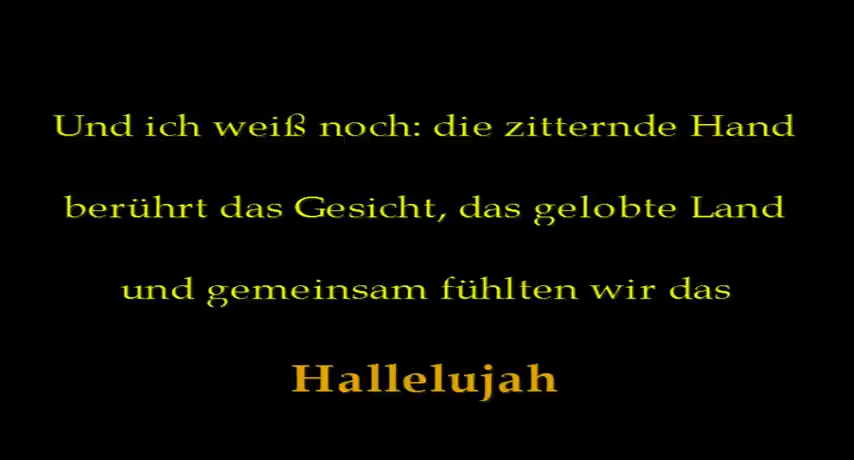 Und ich weiß noch: die zitternde Hand
berührt das Gesicht, das gelobte Land
und gemeinsam fühlten wir das
Hallelujah